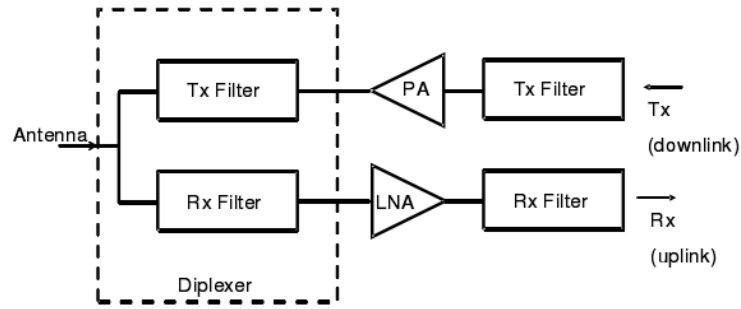 Tx Filter
PA
Tx Filter
Tx
(downlink)
Antenna
Rx Filter
LNA
Rx Filter
Rx
(uplink)
Diplexer